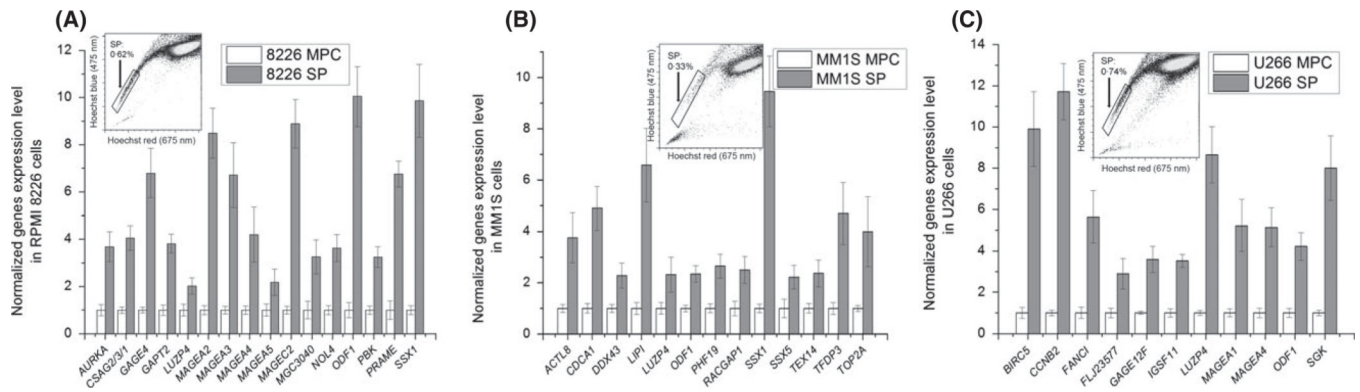 (A)
Normalized genes expression level
in RPMI 8226 cells
12
10
8
6
4
2
0
SP:
0·62%
Hoechst blue (475 nm)
Hoechst red (675 nm)
8226 MPC
8226 SP
AURKA
CSAG2/3/1
GAGE4
GAPT2
LUZP4
MAGEA2
MAGEA3
MAGEA4
MAGEA5
MAGEC2
MGC3040
NOL4
ODF1
PBK
PRAME
SSX1
(B)
Normalized genes expression level
in MM1S cells
10
8
6
4
2
0
SP:
0·33%
Hoechst blue (475 nm)
Hoechst red (675 nm)
MM1S MPC
MM1S SP
ACTL8
CDCA1
DDX43
LIPI
LUZP4
ODF1
PHF19
RACGAP1
SSX1
SSX5
TEX14
TFDP3
TOP2A
(C)
Normalized genes expression level
in U266 cells
14
12
10
8
6
4
2
0
SP:
0·74%
Hoechst blue (475 nm)
Hoechst red (675 nm)
U266 MPC
U266 SP
BIRC5
CCNB2
FANCI
FLJ23577
GAGE12F
IGSF11
LUZP4
MAGEA1
MAGEA4
ODF1
SGK